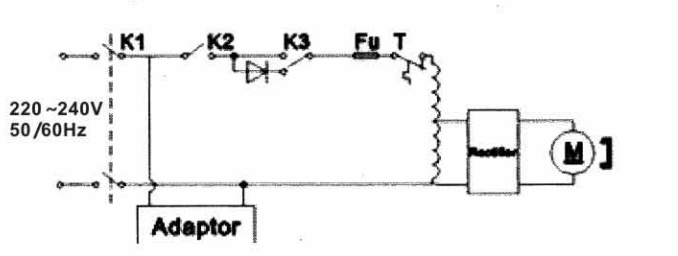 K1 K2 K3 Fu T
220 ~240V
50/60Hz
Rectifier
M
Adaptor